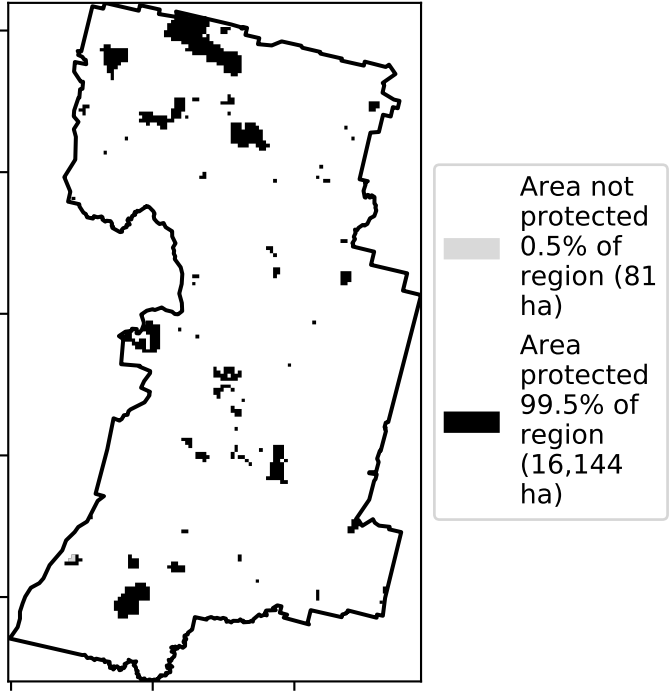 Area not
protected
0.5% of
region (81
ha)
Area
protected
99.5% of
region
(16,144
ha)